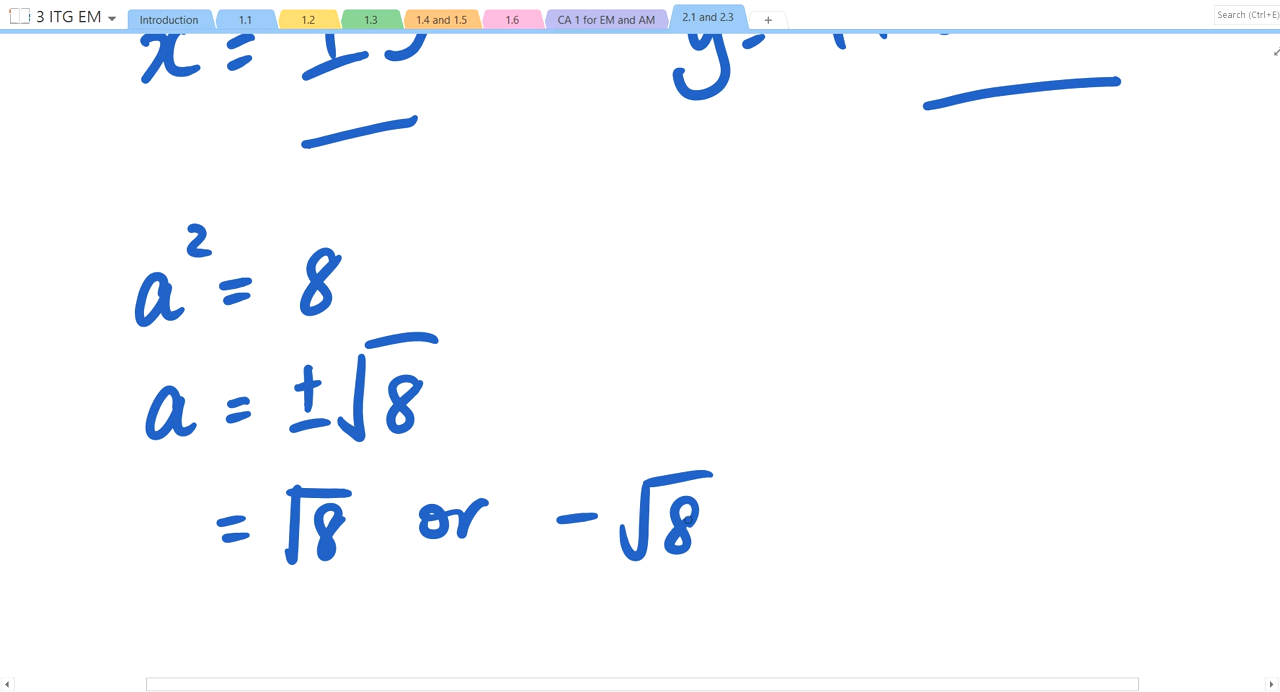 3 ITG EM Introduction 1.1 1.2 1.3 1.4 and 1.5 1.6 CA 1 for EM and AM 2.1 and 2.3 + Search (Ctrl+E)
x = y =
a² = 8
a = ±√8
= √8 or -√8